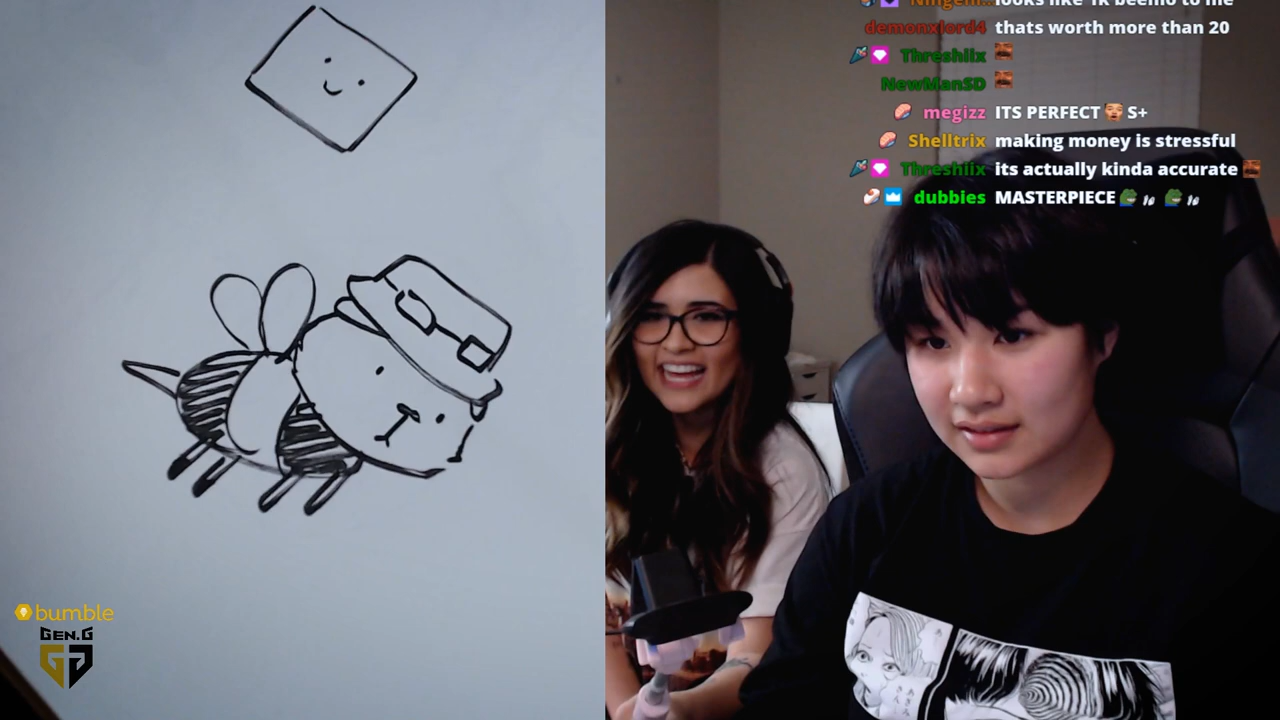 looks like 1k beemo to me
demonxlord4 thats worth more than 20
Threshiix
NewManSD
megizz ITS PERFECT S+
Shelltrix making money is stressful
Threshiix its actually kinda accurate
dubbies MASTERPIECE
bumble
GEN.G